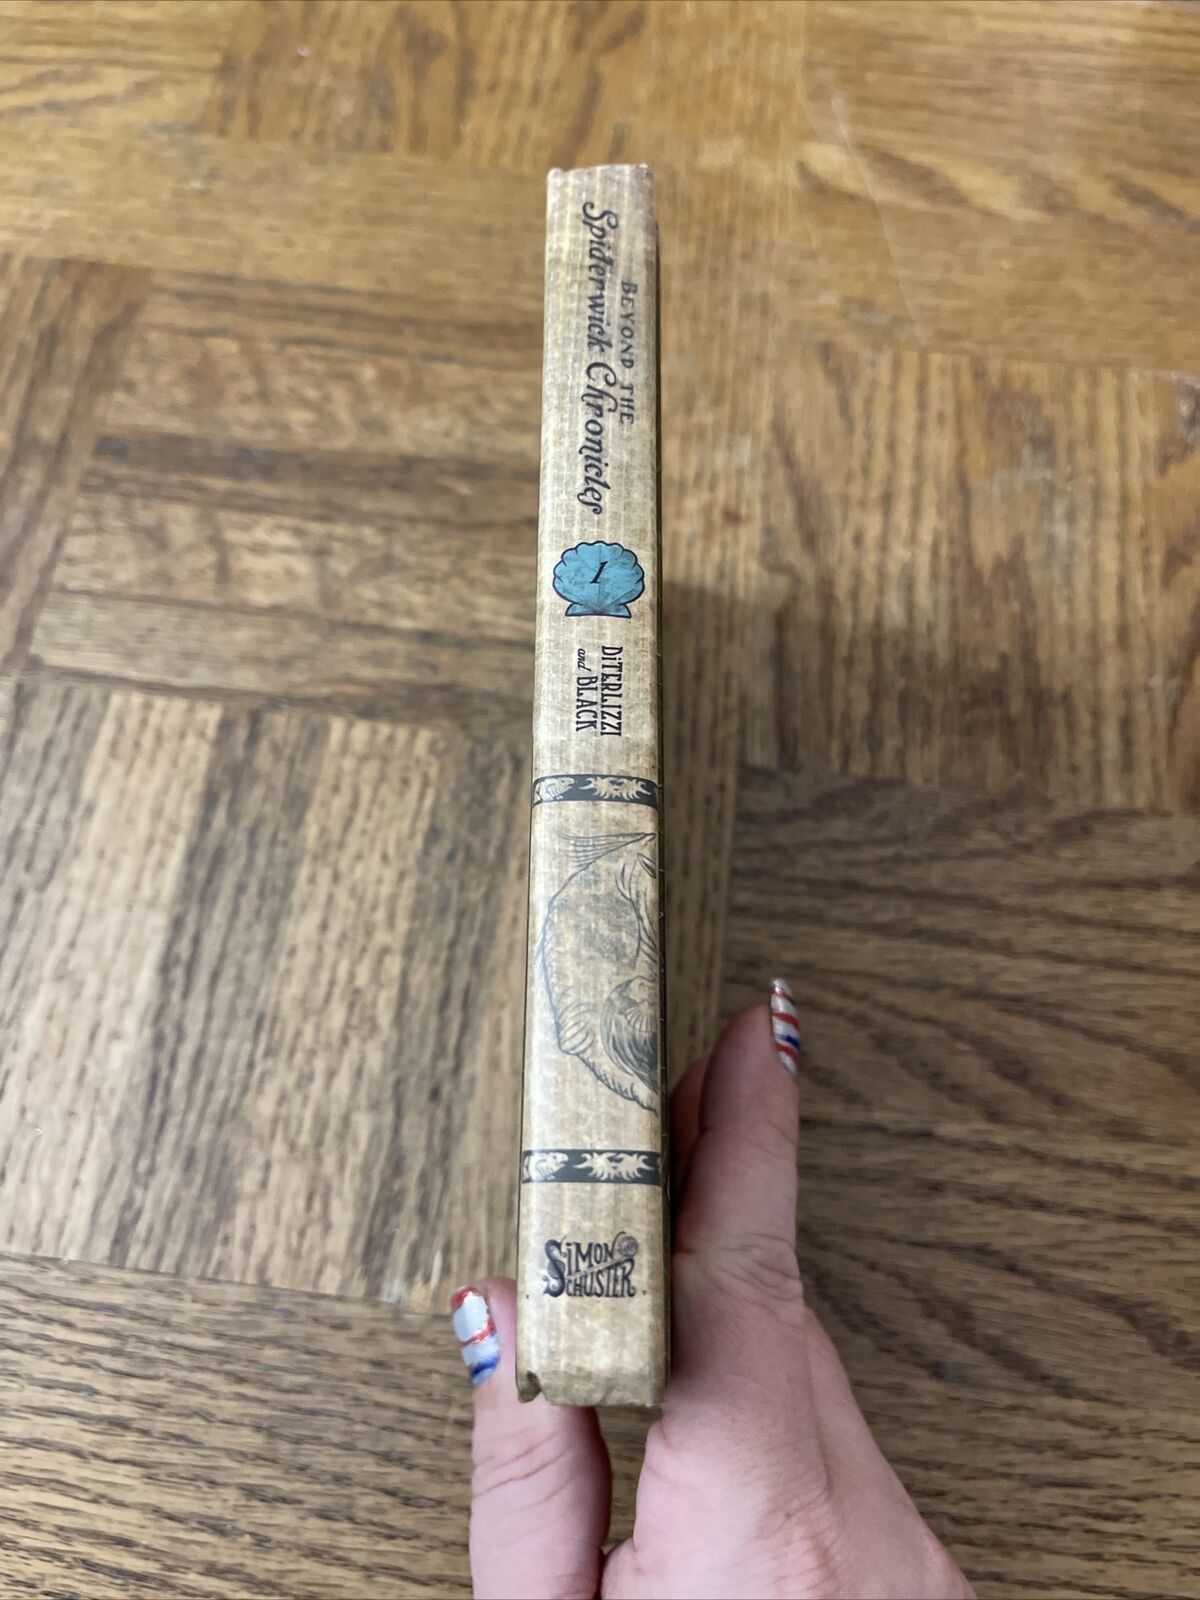 BEYOND THE
Spiderwick Chronicles
1
DiTERLIZZI
and BLACK
SiMON
SCHUSTER